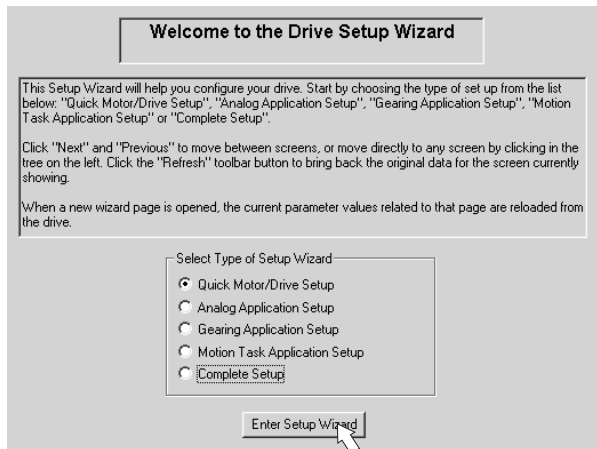 Welcome to the Drive Setup Wizard
This Setup Wizard will help you configure your drive. Start by choosing the type of set up from the list
below: "Quick Motor/Drive Setup", "Analog Application Setup", "Gearing Application Setup", "Motion
Task Application Setup" or "Complete Setup".
Click "Next" and "Previous" to move between screens, or move directly to any screen by clicking in the
tree on the left. Click the "Refresh" toolbar button to bring back the original data for the screen currently
showing.
When a new wizard page is opened, the current parameter values related to that page are reloaded from
the drive.
Select Type of Setup Wizard
Quick Motor/Drive Setup
Analog Application Setup
Gearing Application Setup
Motion Task Application Setup
Complete Setup
Enter Setup Wizard